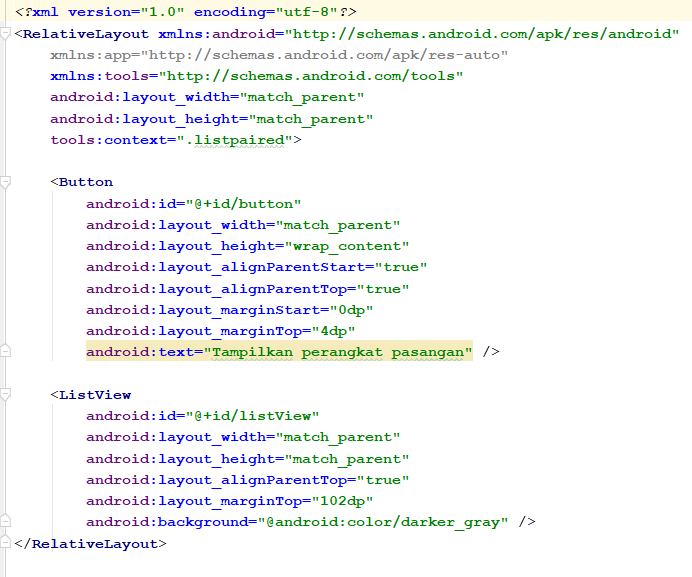 <?xml version="1.0" encoding="utf-8"?>
<RelativeLayout xmlns:android="http://schemas.android.com/apk/res/android"
    xmlns:app="http://schemas.android.com/apk/res-auto"
    xmlns:tools="http://schemas.android.com/tools"
    android:layout_width="match_parent"
    android:layout_height="match_parent"
    tools:context=".listpaired">

    <Button
        android:id="@+id/button"
        android:layout_width="match_parent"
        android:layout_height="wrap_content"
        android:layout_alignParentStart="true"
        android:layout_alignParentTop="true"
        android:layout_marginStart="0dp"
        android:layout_marginTop="4dp"
        android:text="Tampilkan perangkat pasangan" />

    <ListView
        android:id="@+id/listView"
        android:layout_width="match_parent"
        android:layout_height="match_parent"
        android:layout_alignParentTop="true"
        android:layout_marginTop="102dp"
        android:background="@android:color/darker_gray" />
</RelativeLayout>